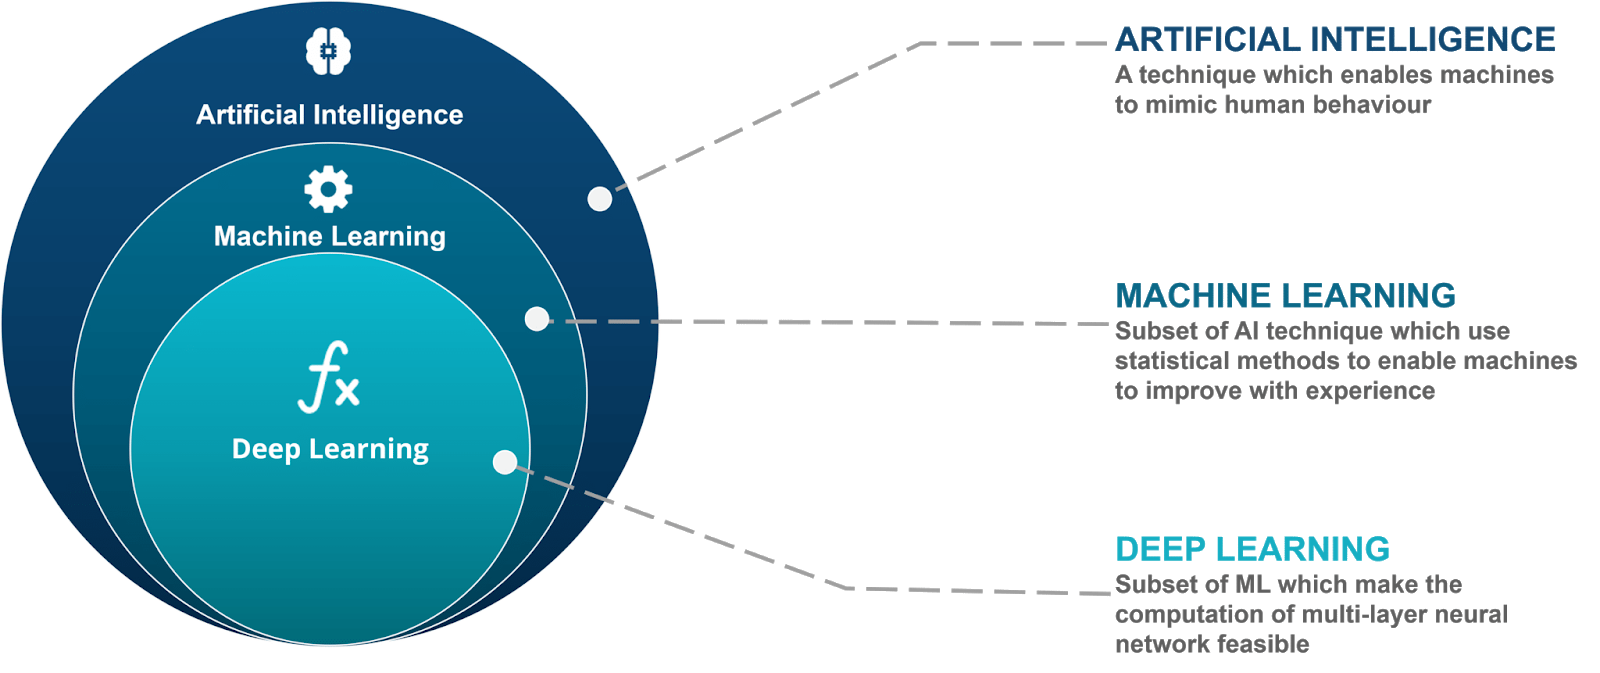 Artificial Intelligence
Machine Learning
fx
Deep Learning
ARTIFICIAL INTELLIGENCE
A technique which enables machines
to mimic human behaviour
MACHINE LEARNING
Subset of AI technique which use
statistical methods to enable machines
to improve with experience
DEEP LEARNING
Subset of ML which make the
computation of multi-layer neural
network feasible